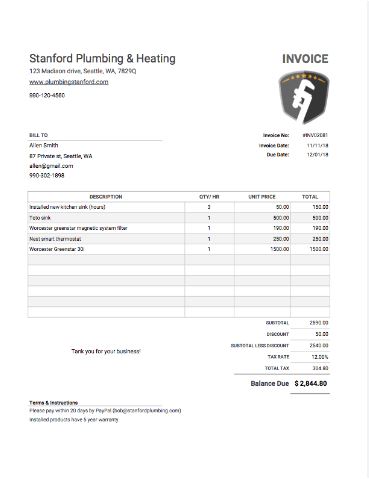 Stanford Plumbing & Heating
INVOICE
123 Madison drive, Seattle, WA, 7829Q
www.plumbingstanford.com
990-120-4560
BILL TO
Allen Smith
87 Private st, Seattle, WA
allen@gmail.com
990-302-1898
Invoice No: #INV02081
Invoice Date: 11/11/18
Due Date: 12/01/18
DESCRIPTION QTY/ HR UNIT PRICE TOTAL
Installed new kitchen sink (hours) 3 50.00 150.00
Toto sink 1 500.00 500.00
Worcester greenstar magnetic system filter 1 190.00 190.00
Nest smart thermostat 1 250.00 250.00
Worcester Greenstar 30i 1 1500.00 1500.00
SUBTOTAL 2590.00
DISCOUNT 50.00
SUBTOTAL LESS DISCOUNT 2540.00
TAX RATE 12.00%
TOTAL TAX 304.80
Tank you for your business!
Balance Due $ 2,844.80
Terms & Instructions
Please pay within 20 days by PayPal (bob@stanfordplumbing.com)
Installed products have 5 year warranty.